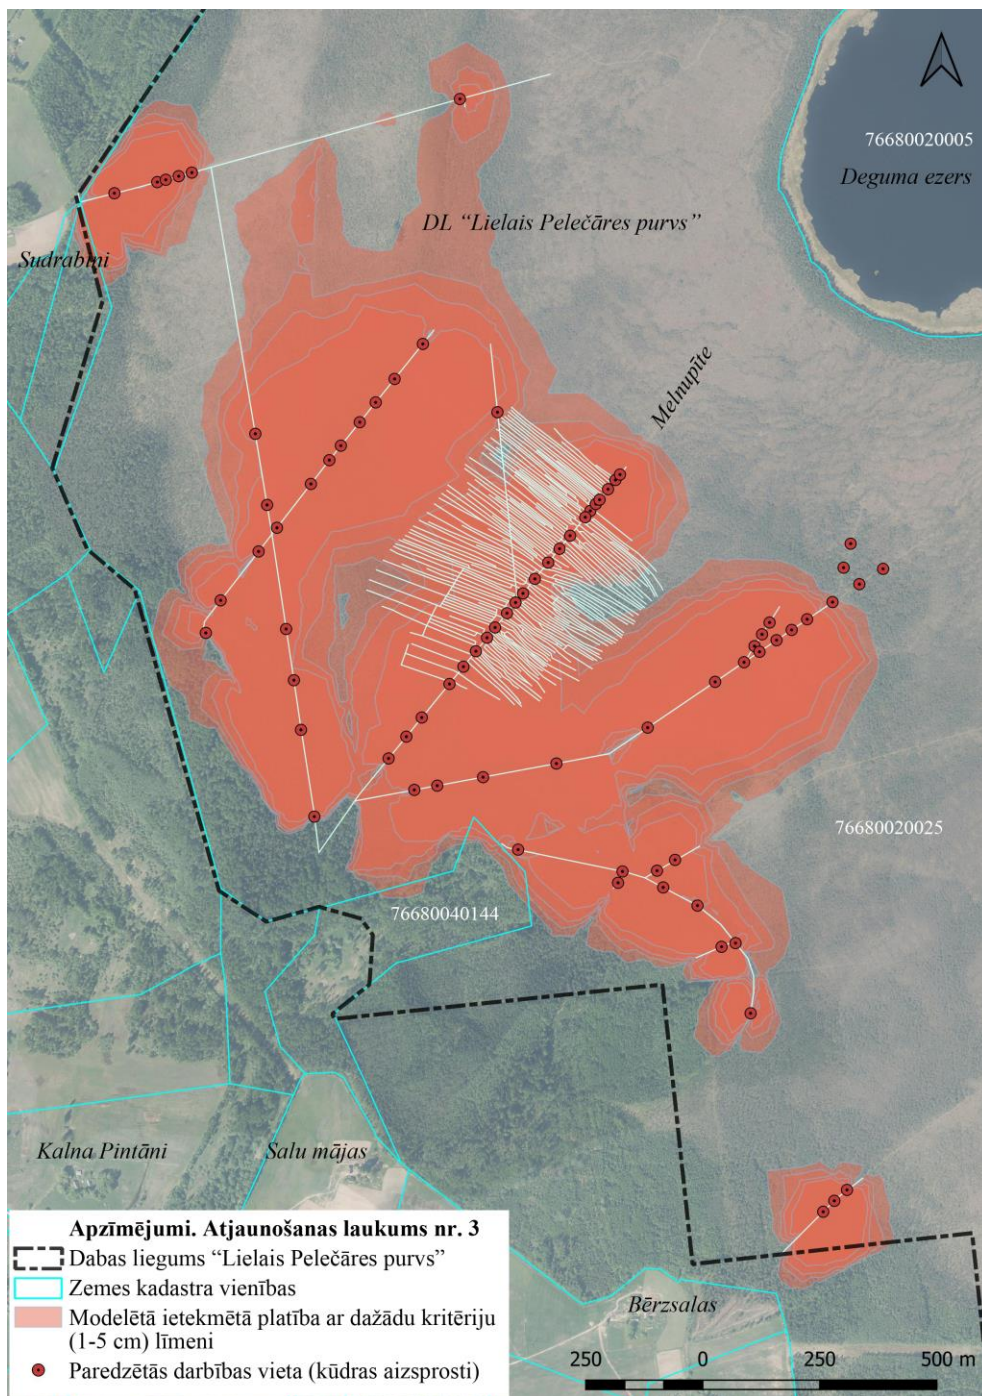 76680020005
Deguma ezers
DL “Lielais Pelečāres purvs”
Sudrabiņi
Melnupīte
76680020025
76680040144
Kalna Pintāni
Salu mājas
Bērzsalas
Apzīmējumi. Atjaunošanas laukums nr. 3
Dabas liegums “Lielais Pelečāres purvs”
Zemes kadastra vienības
Modelētā ietekmētā platība ar dažādu kritēriju
(1-5 cm) līmeni
Paredzētās darbības vieta (kūdras aizsprosti)
250 0 250 500 m